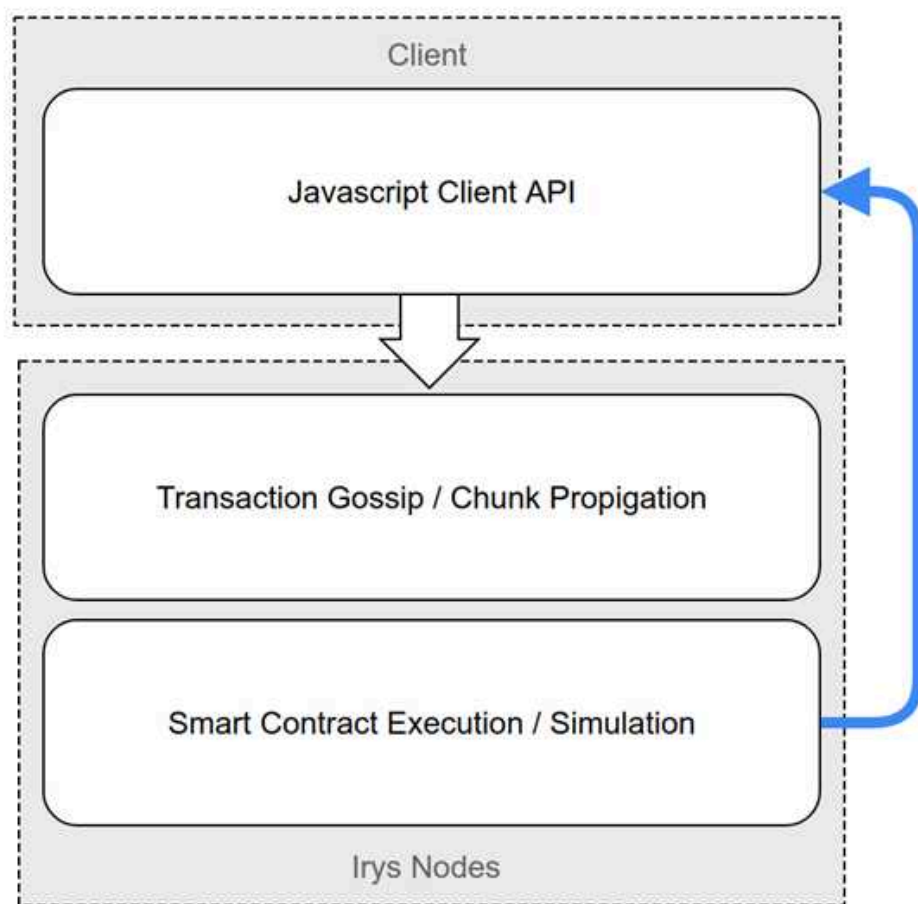 Client
Javascript Client API
Transaction Gossip / Chunk Propigation
Smart Contract Execution / Simulation
Irys Nodes